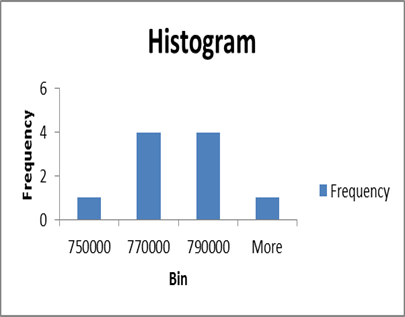 Histogram
6
4
2
0
Frequency
750000 770000 790000 More
Bin
Frequency